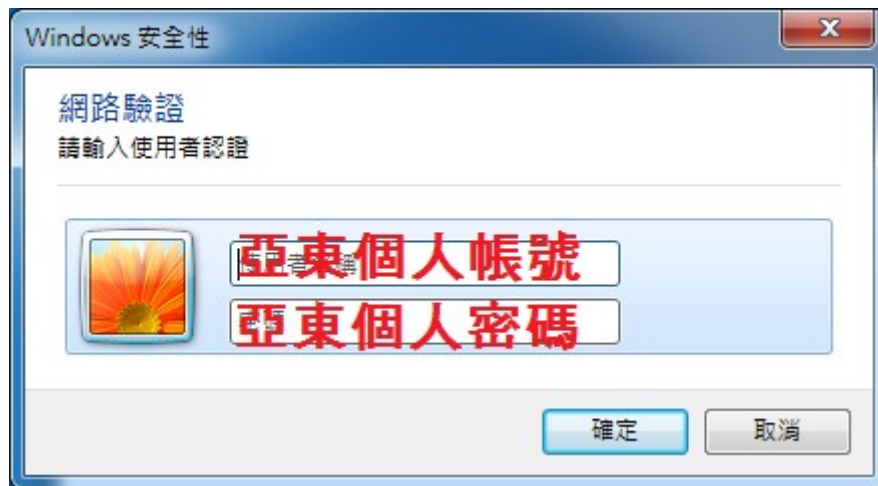 Windows 安全性
網路驗證
請輸入使用者認證
亞東個人帳號
亞東個人密碼
確定
取消